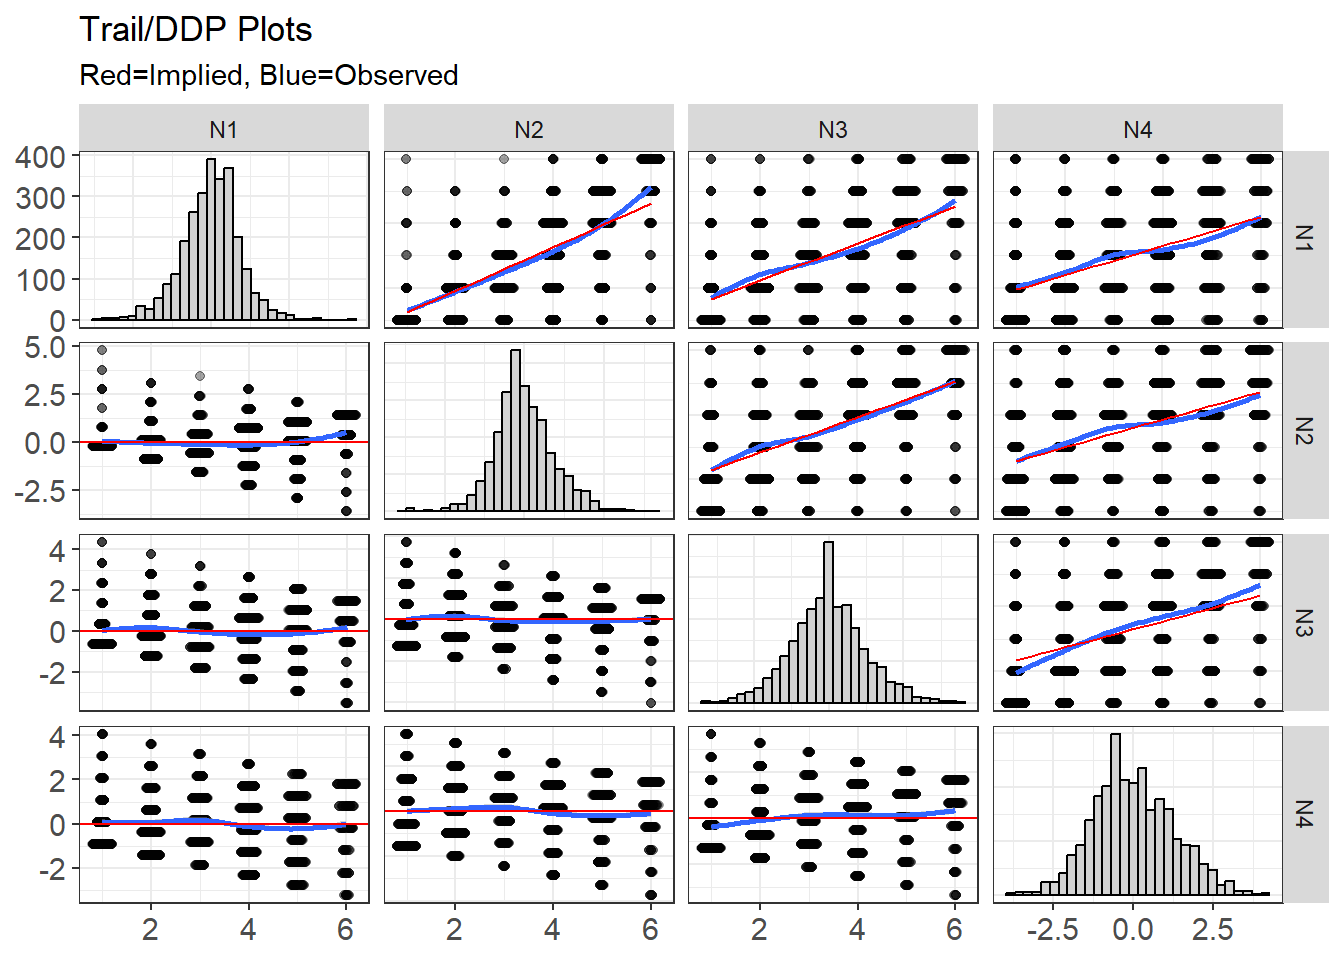 Trail/DDP Plots
Red=Implied, Blue=Observed
N1 N2 N3 N4
400
300
200
100
0
N1
5.0
2.5
0.0
-2.5
N2
4
2
0
-2
N3
4
2
0
-2
N4
2 4 6 2 4 6 2 4 6 -2.5 0.0 2.5